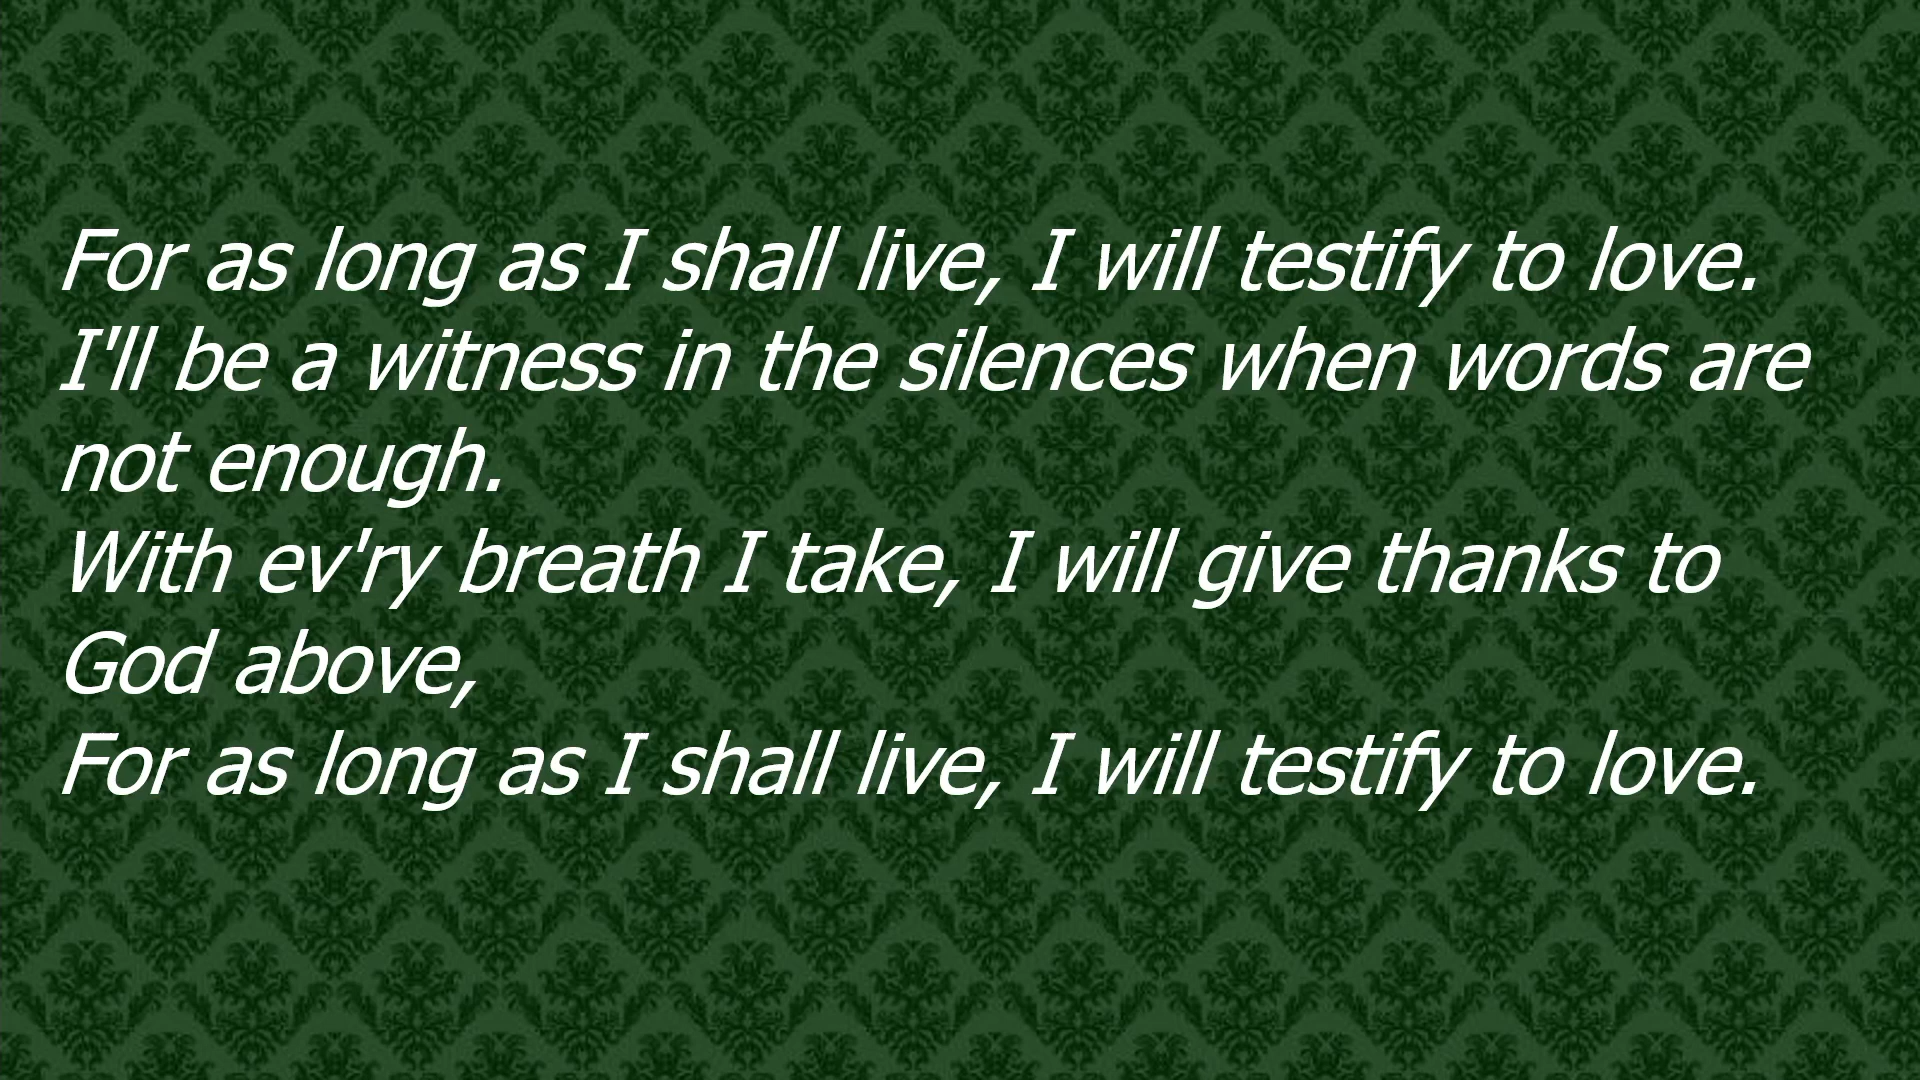 For as long as I shall live, I will testify to love.
I'll be a witness in the silences when words are
not enough.
With ev'ry breath I take, I will give thanks to
God above,
For as long as I shall live, I will testify to love.